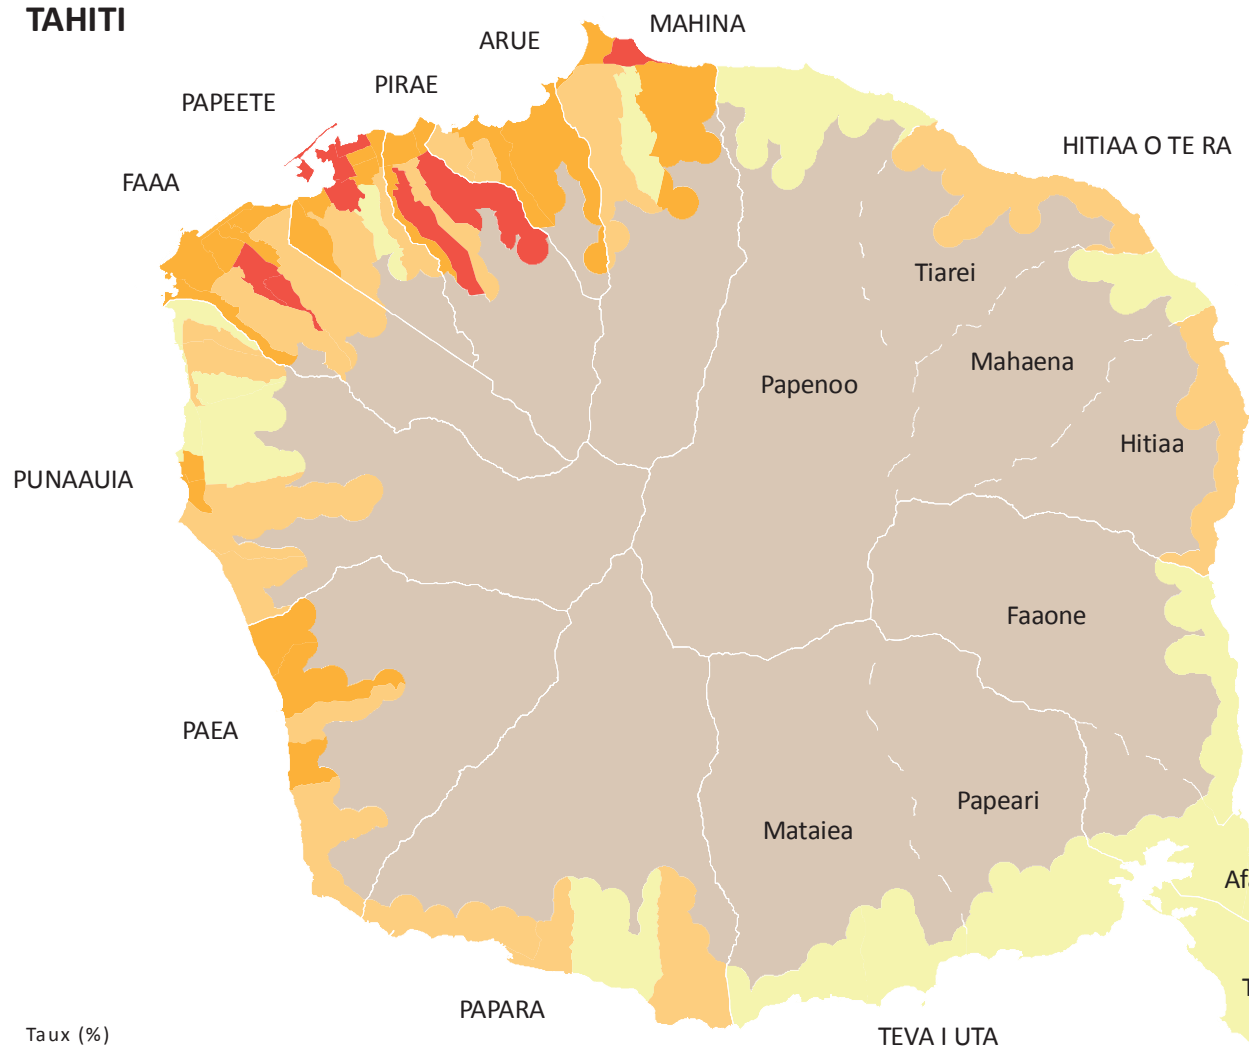 TAHITI
MAHINA
ARUE
PIRAE
PAPEETE
HITIAA O TE RA
FAAA
Tiarei
Mahaena
Papenoo
Hitiaa
PUNAAUIA
Faaone
PAEA
Papeari
Mataiea
PAPARA
TEVA I UTA
Taux (%)